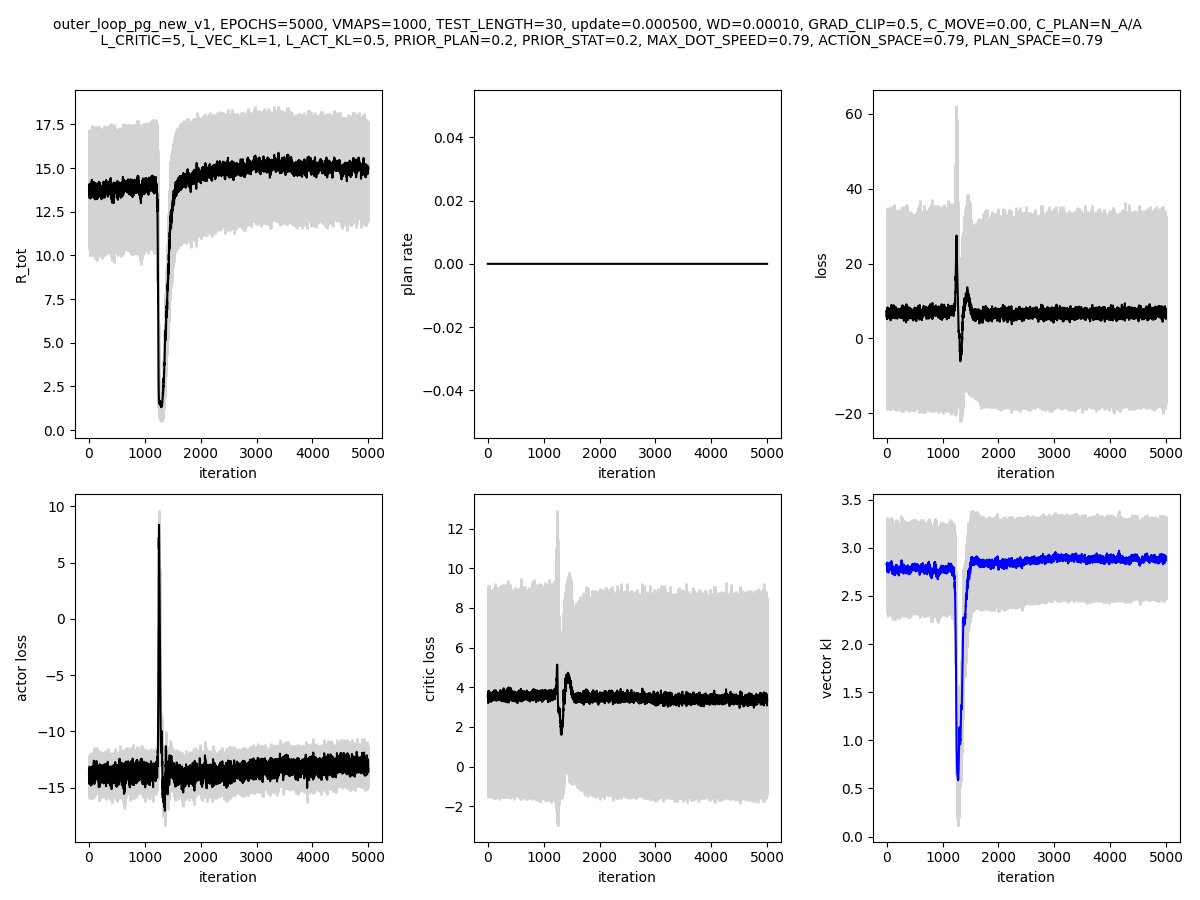 outer_loop_pg_new_v1, EPOCHS=5000, VMAPS=1000, TEST_LENGTH=30, update=0.000500, WD=0.00010, GRAD_CLIP=0.5, C_MOVE=0.00, C_PLAN=N_A/A
L_CRITIC=5, L_VEC_KL=1, L_ACT_KL=0.5, PRIOR_PLAN=0.2, PRIOR_STAT=0.2, MAX_DOT_SPEED=0.79, ACTION_SPACE=0.79, PLAN_SPACE=0.79
R_tot
17.5
15.0
12.5
10.0
7.5
5.0
2.5
0.0
0 1000 2000 3000 4000 5000
iteration
plan rate
0.04
0.02
0.00
−0.02
−0.04
0 1000 2000 3000 4000 5000
iteration
loss
60
40
20
0
−20
0 1000 2000 3000 4000 5000
iteration
actor loss
10
5
0
−5
−10
−15
0 1000 2000 3000 4000 5000
iteration
critic loss
12
10
8
6
4
2
0
−2
0 1000 2000 3000 4000 5000
iteration
vector kl
3.5
3.0
2.5
2.0
1.5
1.0
0.5
0.0
0 1000 2000 3000 4000 5000
iteration